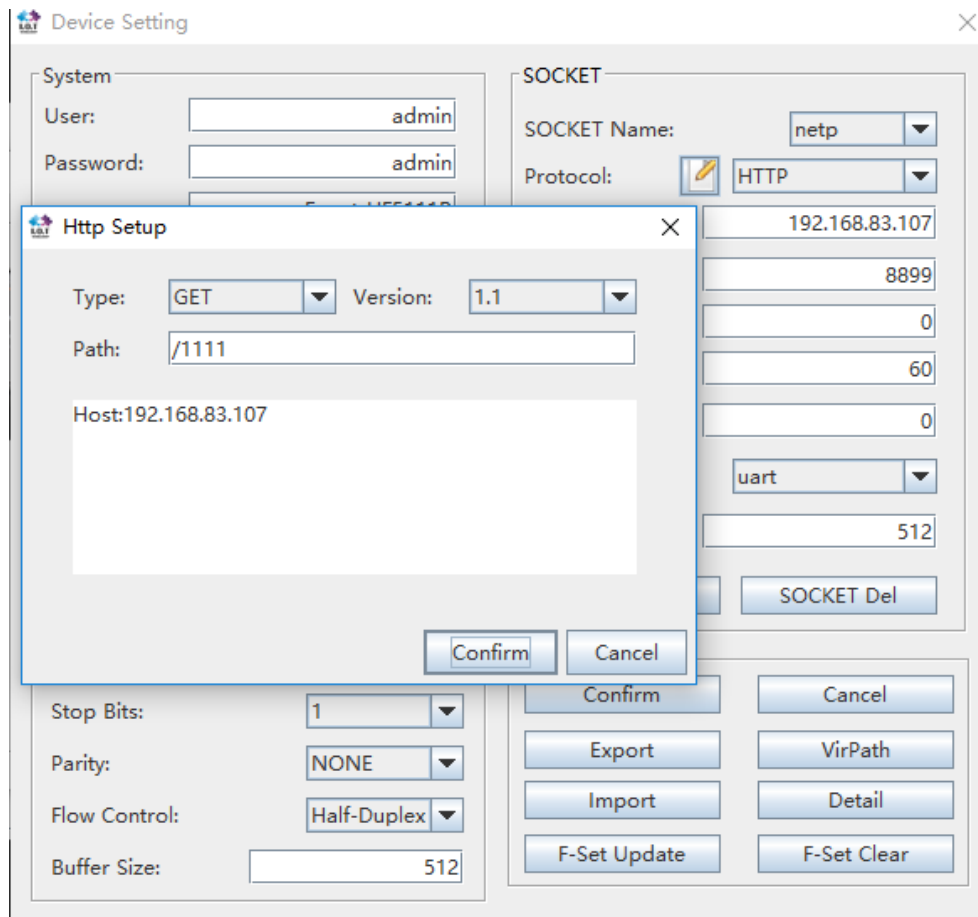 Device Setting
System
User: admin
Password: admin
SOCKET
SOCKET Name: netp
Protocol: HTTP
192.168.83.107
8899
0
60
0
uart
512
SOCKET Del
Http Setup
Type: GET Version: 1.1
Path: /1111
Host:192.168.83.107
Confirm Cancel
Stop Bits: 1
Parity: NONE
Flow Control: Half-Duplex
Buffer Size: 512
Confirm Cancel
Export VirPath
Import Detail
F-Set Update F-Set Clear